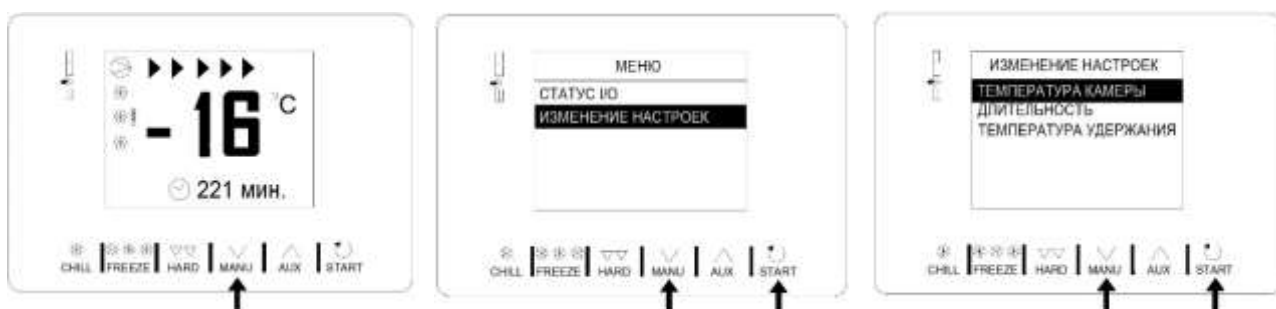 -16 °C
221 мин.
CHILL FREEZE HARD MANU AUX START
МЕНЮ
СТАТУС I/O
ИЗМЕНЕНИЕ НАСТРОЕК
CHILL FREEZE HARD MANU AUX START
ИЗМЕНЕНИЕ НАСТРОЕК
ТЕМПЕРАТУРА КАМЕРЫ
ДЛИТЕЛЬНОСТЬ
ТЕМПЕРАТУРА УДЕРЖАНИЯ
CHILL FREEZE HARD MANU AUX START